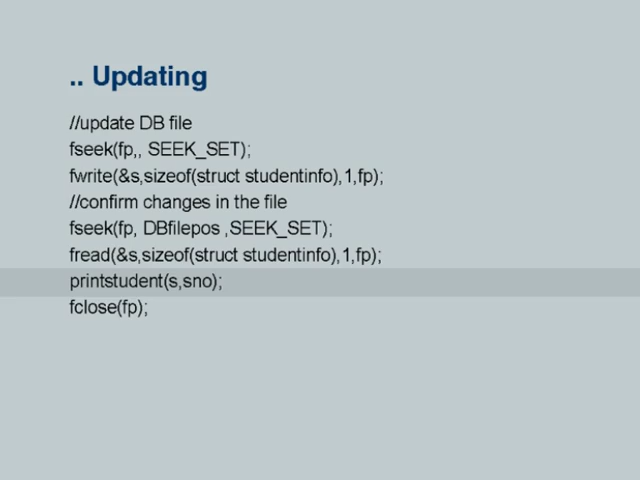 .. Updating
//update DB file
fseek(fp,, SEEK_SET);
fwrite(&s,sizeof(struct studentinfo),1,fp);
//confirm changes in the file
fseek(fp, DBfilepos ,SEEK_SET);
fread(&s,sizeof(struct studentinfo),1,fp);
printstudent(s,sno);
fclose(fp);